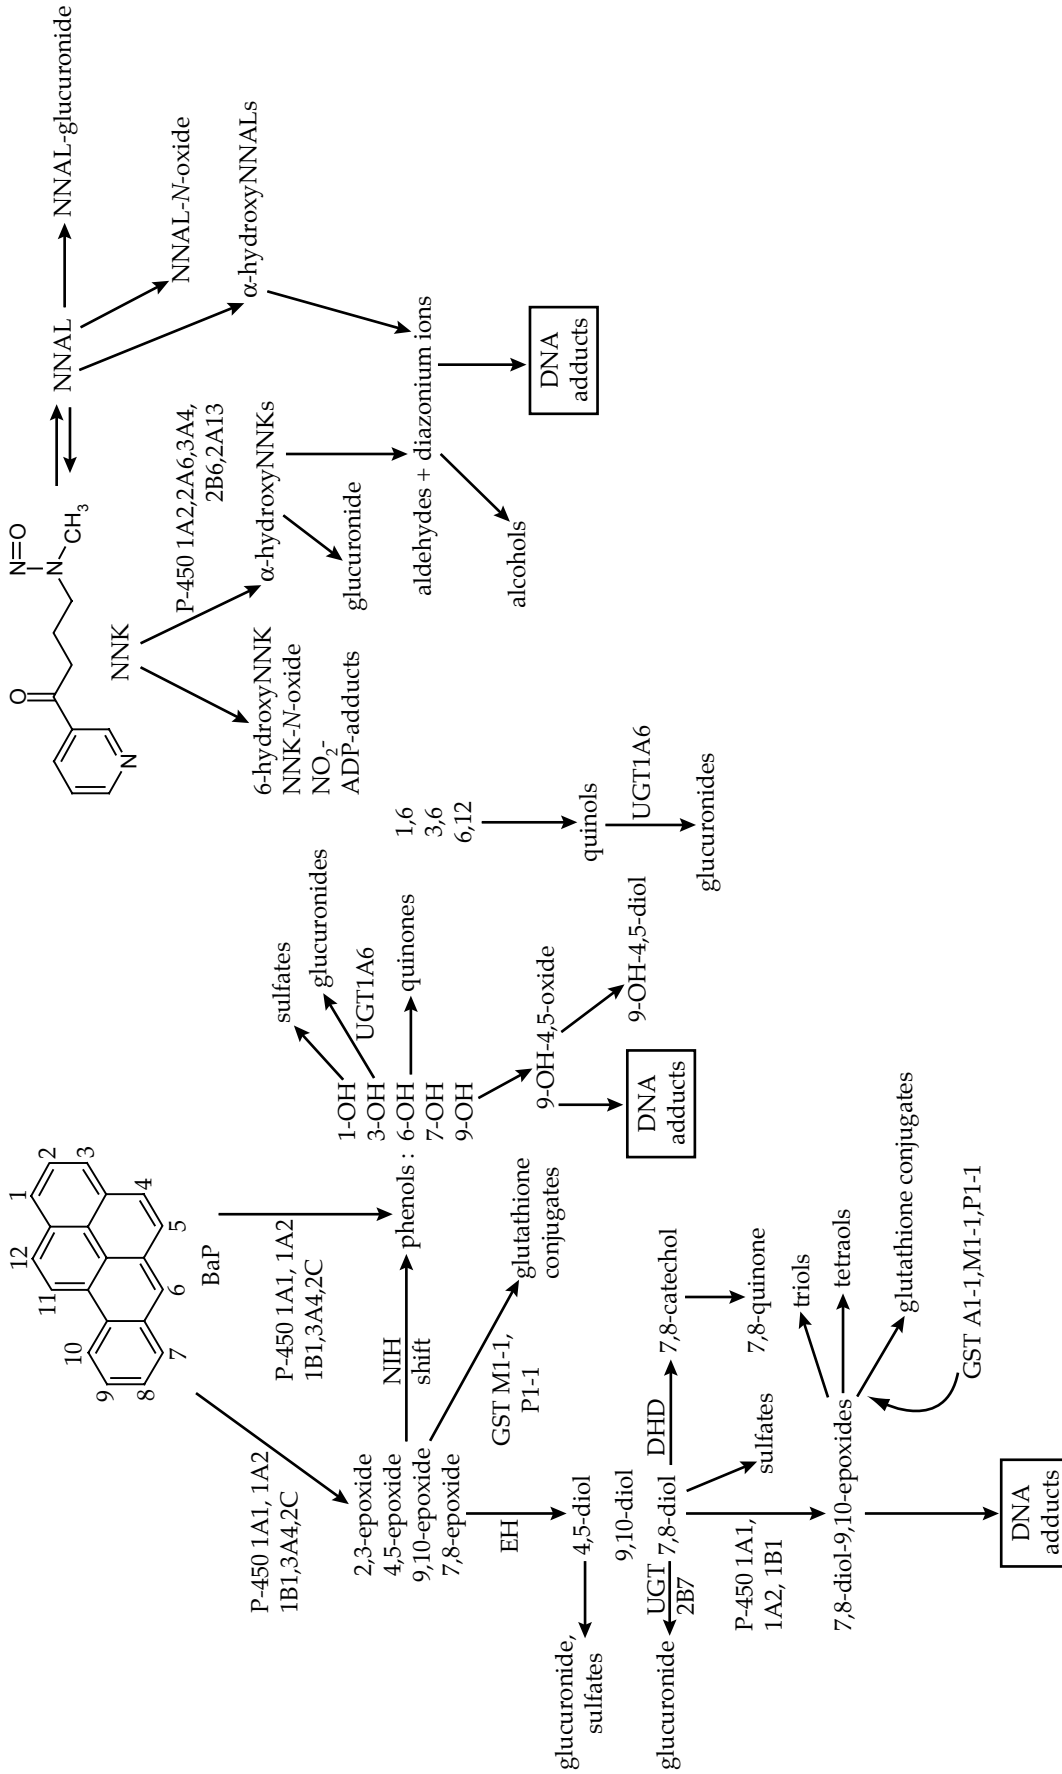 1
2
3
4
5
6
7
8
9
10
11
12
BaP
P-450 1A1, 1A2
1B1,3A4,2C
P-450 1A1, 1A2
1B1,3A4,2C
2,3-epoxide
4,5-epoxide
9,10-epoxide
7,8-epoxide
NIH
shift
phenols :
1-OH
3-OH
6-OH
7-OH
9-OH
sulfates
glucuronides
UGT1A6
quinones
1,6
3,6
6,12
quinols
UGT1A6
glucuronides
9-OH-4,5-oxide
9-OH-4,5-diol
DNA
adducts
GST M1-1,
P1-1
glutathione
conjugates
EH
4,5-diol
glucuronide,
sulfates
9,10-diol
7,8-diol
UGT
2B7
glucuronide
DHD
7,8-catechol
7,8-quinone
sulfates
P-450 1A1,
1A2, 1B1
7,8-diol-9,10-epoxides
triols
tetraols
glutathione conjugates
GST A1-1,M1-1,P1-1
DNA
adducts
O
N
N=O
N
CH3
NNK
NNAL
NNAL-glucuronide
NNAL-N-oxide
α-hydroxyNNALs
P-450 1A2,2A6,3A4,
2B6,2A13
6-hydroxyNNK
NNK-N-oxide
NO2-
ADP-adducts
α-hydroxyNNKs
glucuronide
aldehydes + diazonium ions
alcohols
DNA
adducts